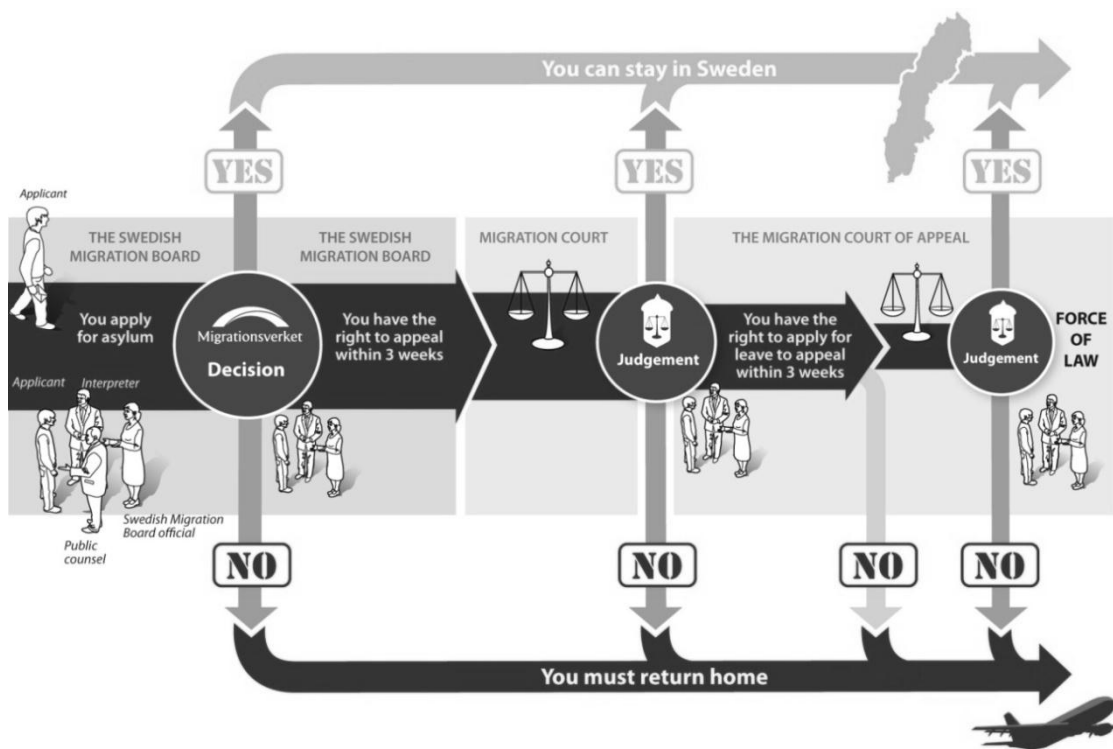 You can stay in Sweden
YES
YES
YES
Applicant
THE SWEDISH
MIGRATION BOARD
THE SWEDISH
MIGRATION BOARD
MIGRATION COURT
THE MIGRATION COURT OF APPEAL
You apply
for asylum
Migrationsverket
Decision
You have the
right to appeal
within 3 weeks
Judgement
You have the
right to apply for
leave to appeal
within 3 weeks
Judgement
FORCE
OF
LAW
Applicant
Interpreter
Swedish Migration
Board official
Public
counsel
NO
NO
NO
NO
You must return home